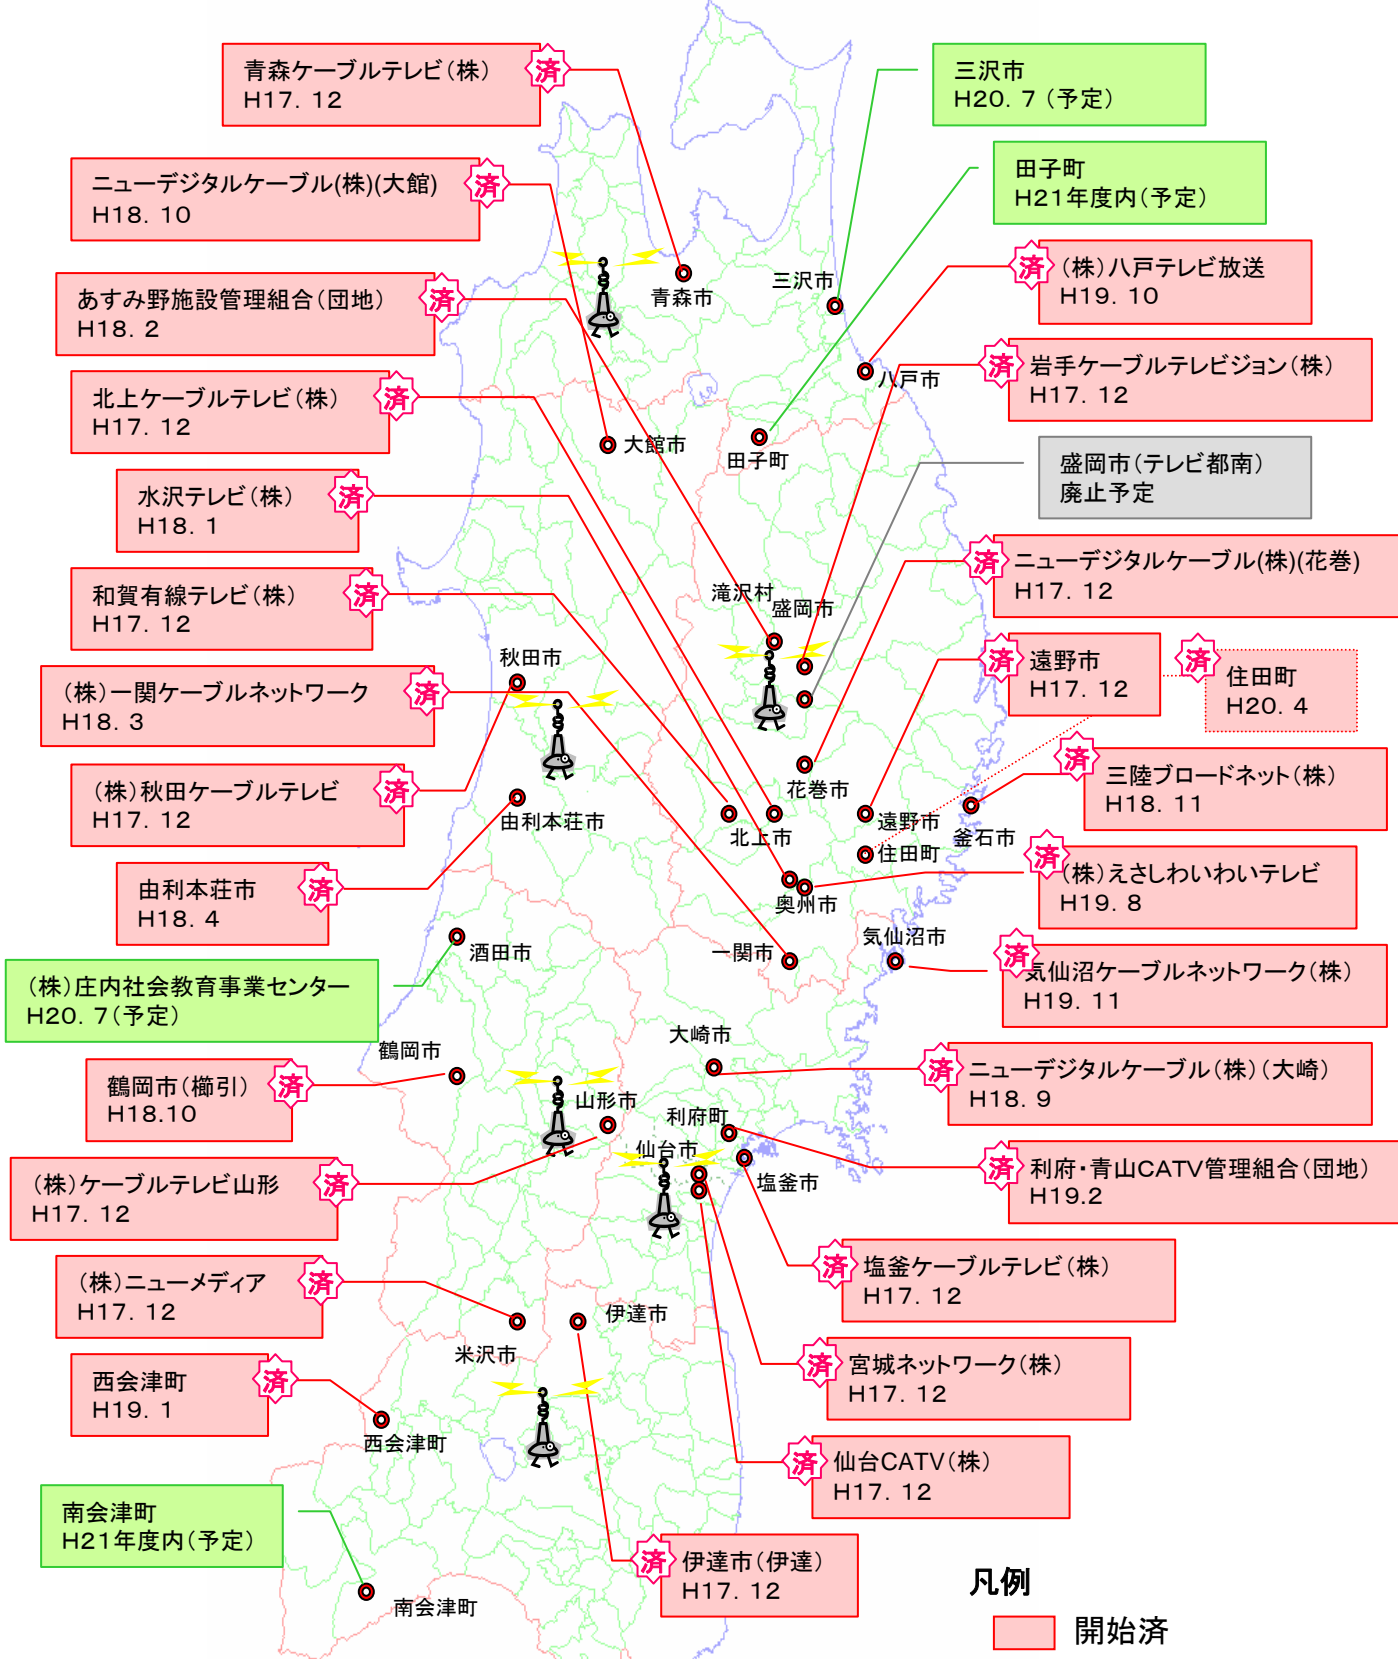 青森ケーブルテレビ(株)
H17. 12
済
三沢市
H20. 7 (予定)
ニューデジタルケーブル(株)(大館)
H18. 10
済
田子町
H21年度内(予定)
あすみ野施設管理組合(団地)
H18. 2
済
(株)八戸テレビ放送
H19. 10
済
北上ケーブルテレビ(株)
H17. 12
済
岩手ケーブルテレビジョン(株)
H17. 12
済
水沢テレビ(株)
H18. 1
済
盛岡市(テレビ都南)
廃止予定
和賀有線テレビ(株)
H17. 12
済
ニューデジタルケーブル(株)(花巻)
H17. 12
済
(株)一関ケーブルネットワーク
H18. 3
済
遠野市
H17. 12
済
住田町
H20. 4
済
(株)秋田ケーブルテレビ
H17. 12
済
三陸ブロードネット(株)
H18. 11
済
由利本荘市
H18. 4
済
(株)えさしわいわいテレビ
H19. 8
済
(株)庄内社会教育事業センター
H20. 7(予定)
気仙沼ケーブルネットワーク(株)
H19. 11
済
鶴岡市(櫛引)
H18.10
済
ニューデジタルケーブル(株)(大崎)
H18. 9
済
(株)ケーブルテレビ山形
H17. 12
済
利府・青山CATV管理組合(団地)
H19.2
済
(株)ニューメディア
H17. 12
済
塩釜ケーブルテレビ(株)
H17. 12
済
西会津町
H19. 1
済
宮城ネットワーク(株)
H17. 12
済
仙台CATV(株)
H17. 12
済
南会津町
H21年度内(予定)
伊達市(伊達)
H17. 12
済
青森市
三沢市
八戸市
大館市
田子町
滝沢村
盛岡市
秋田市
花巻市
由利本荘市
北上市
遠野市
釜石市
住田町
奥州市
酒田市
一関市
気仙沼市
大崎市
鶴岡市
山形市
利府町
仙台市
塩釜市
伊達市
米沢市
西会津町
南会津町
凡例
開始済